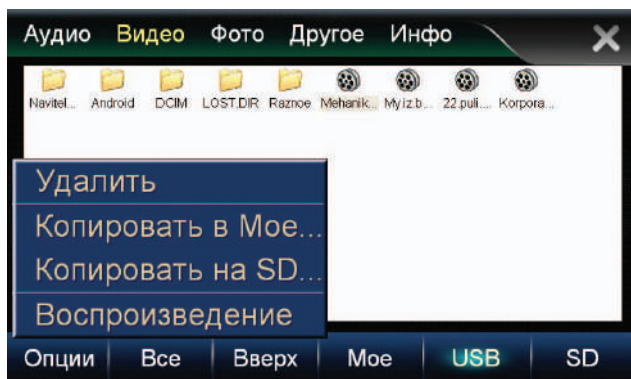 Аудио Видео Фото Другое Инфо
Navitel... Android DCIM LOST.DIR Raznoe Mehanik... My iz b... 22.puli.... Korpora...
Удалить
Копировать в Мое...
Копировать на SD...
Воспроизведение
Опции Все Вверх Мое USB SD